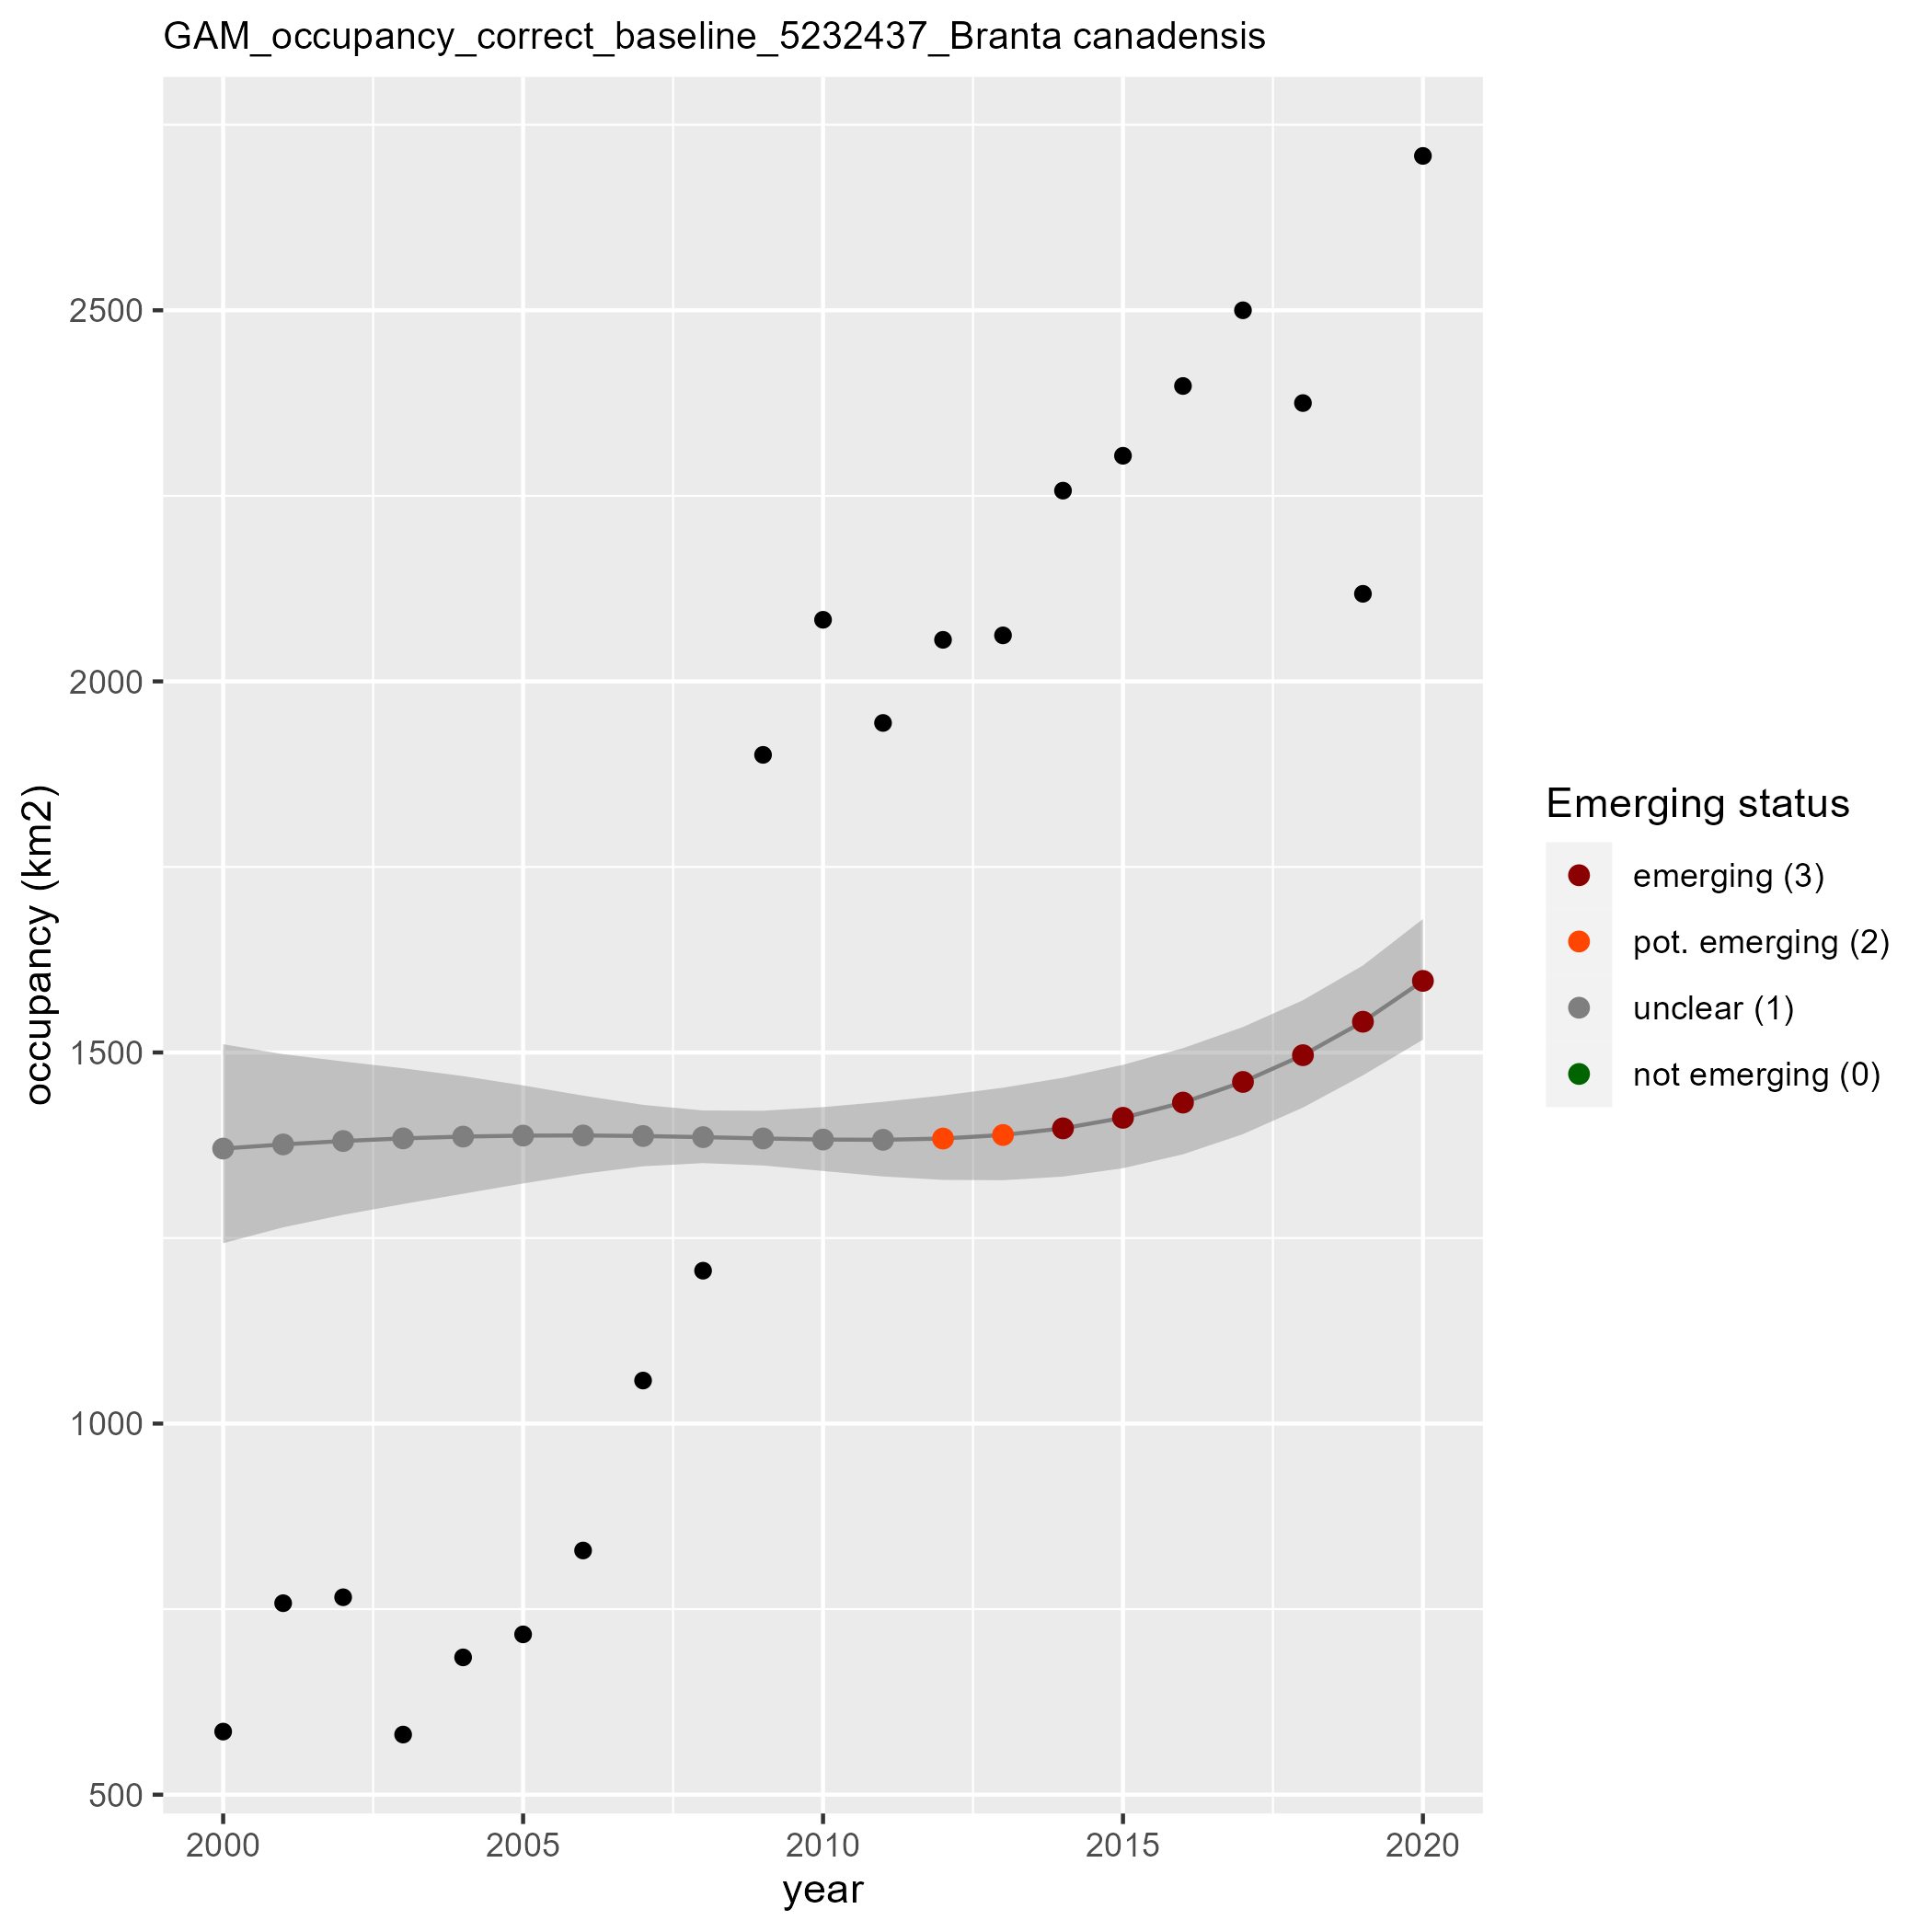 GAM_occupancy_correct_baseline_5232437_Branta canadensis
occupancy (km2)
2500
2000
1500
1000
500
2000 2005 2010 2015 2020
year
Emerging status
emerging (3)
pot. emerging (2)
unclear (1)
not emerging (0)